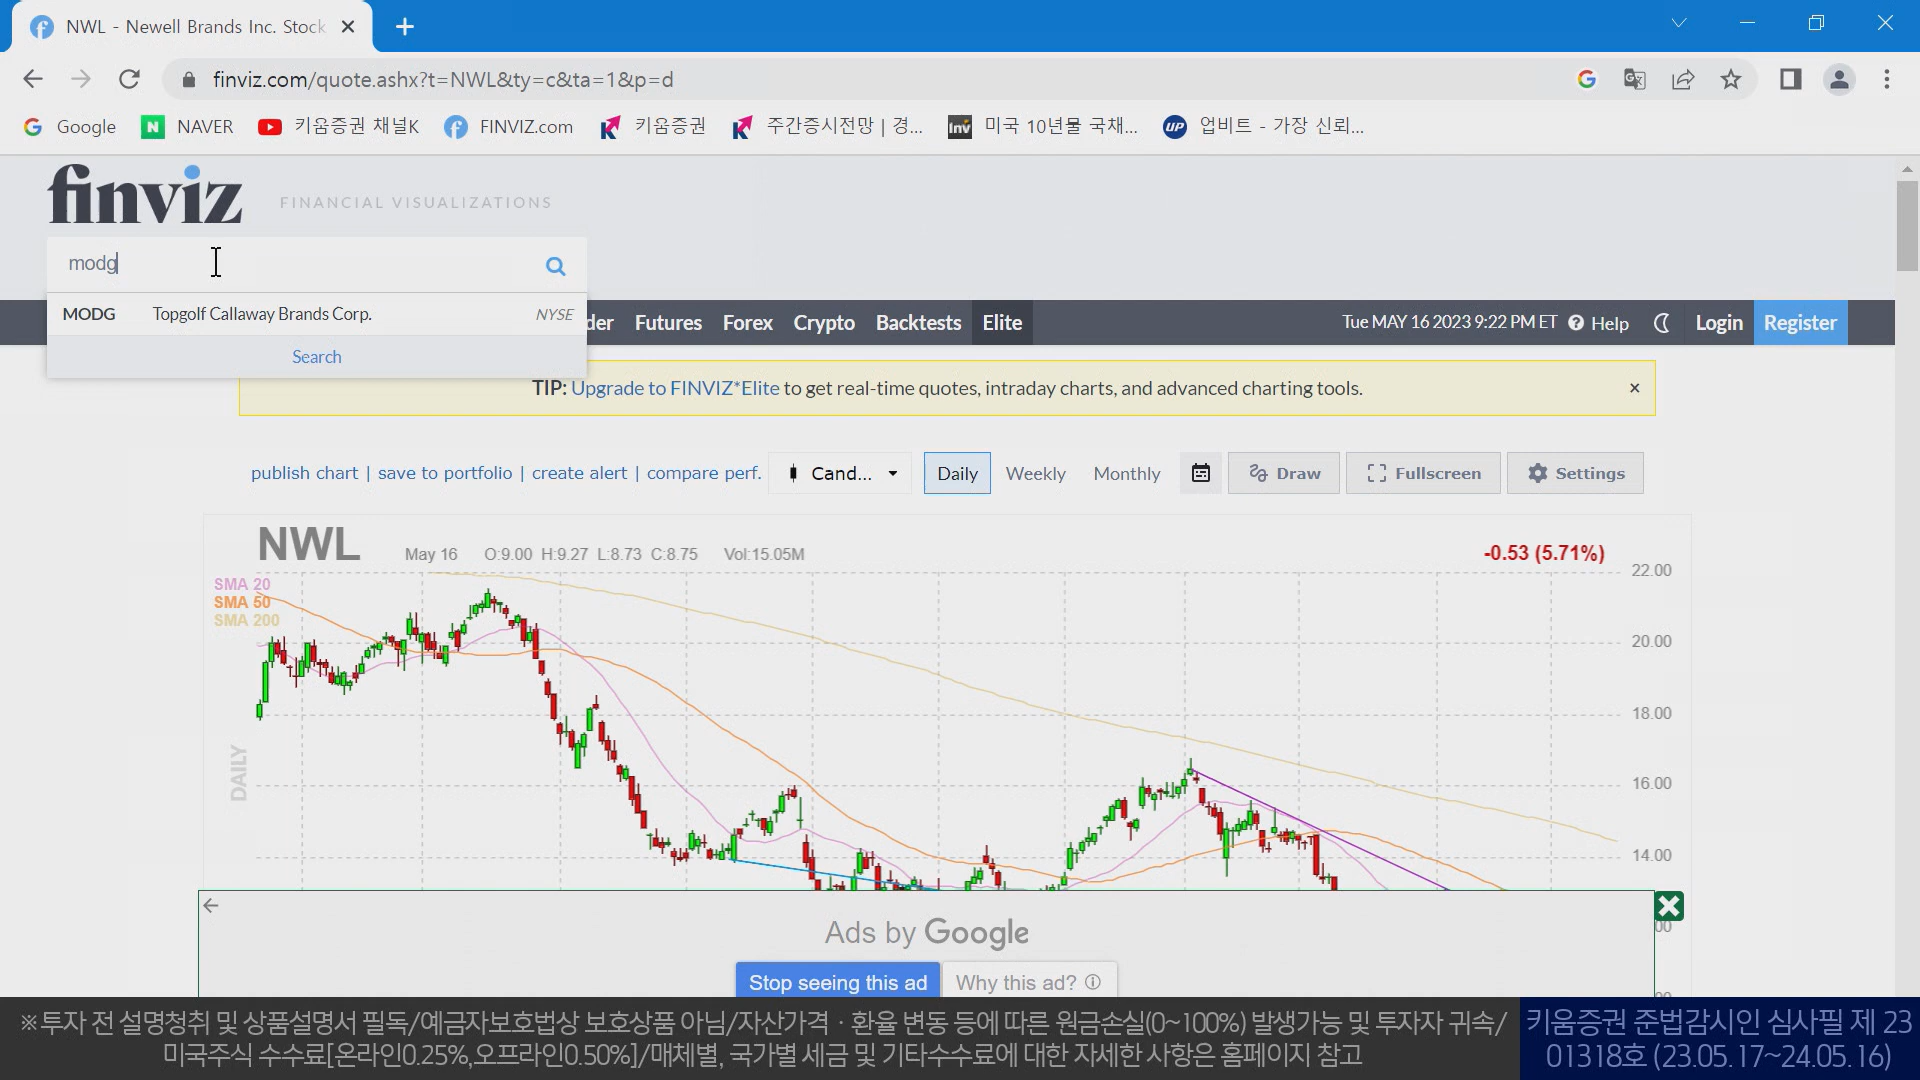 NWL - Newell Brands Inc. Stock
finviz.com/quote.ashx?t=NWL&ty=c&ta=1&p=d
Google NAVER 키움증권 채널K FINVIZ.com 키움증권 주간증시전망 | 경... Inv 미국 10년물 국채... UP 업비트 - 가장 신뢰...
finviz FINANCIAL VISUALIZATIONS
modg
MODG Topgolf Callaway Brands Corp. NYSE
der Futures Forex Crypto Backtests Elite Tue MAY 16 2023 9:22 PM ET Help Login Register
Search
TIP: Upgrade to FINVIZ*Elite to get real-time quotes, intraday charts, and advanced charting tools. ×
publish chart | save to portfolio | create alert | compare perf. Cand... Daily Weekly Monthly Draw Fullscreen Settings
NWL May 16 O:9.00 H:9.27 L:8.73 C:8.75 Vol:15.05M -0.53 (5.71%)
22.00
SMA 20
SMA 50
SMA 200
20.00
18.00
DAILY
16.00
14.00
Ads by Google
Stop seeing this ad Why this ad?
※투자 전 설명청취 및 상품설명서 필독/예금자보호법상 보호상품 아님/자산가격 · 환율 변동 등에 따른 원금손실(0~100%) 발생가능 및 투자자 귀속/
미국주식 수수료[온라인0.25%,오프라인0.50%]/매체별, 국가별 세금 및 기타수수료에 대한 자세한 사항은 홈페이지 참고
키움증권 준법감시인 심사필 제 23
01318호 (23.05.17~24.05.16)